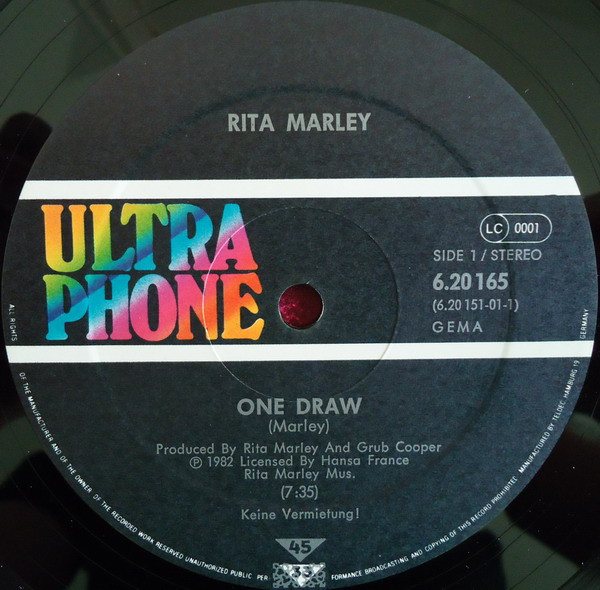 RITA MARLEY
ULTRA
PHONE
LC 0001
SIDE 1 / STEREO
6.20165
(6.20 151-01-1)
GEMA
ONE DRAW
(Marley)
Produced By Rita Marley And Grub Cooper
℗ 1982 Licensed By Hansa France
Rita Marley Mus.
(7:35)
Keine Vermietung!
45
33
ALL RIGHTS OF THE MANUFACTURER AND OF THE OWNER OF THE RECORDED WORK RESERVED UNAUTHORIZED PUBLIC PERFORMANCE BROADCASTING AND COPYING OF THIS RECORD PROHIBITED MANUFACTURED BY TELDEC HAMBURG 19 GERMANY